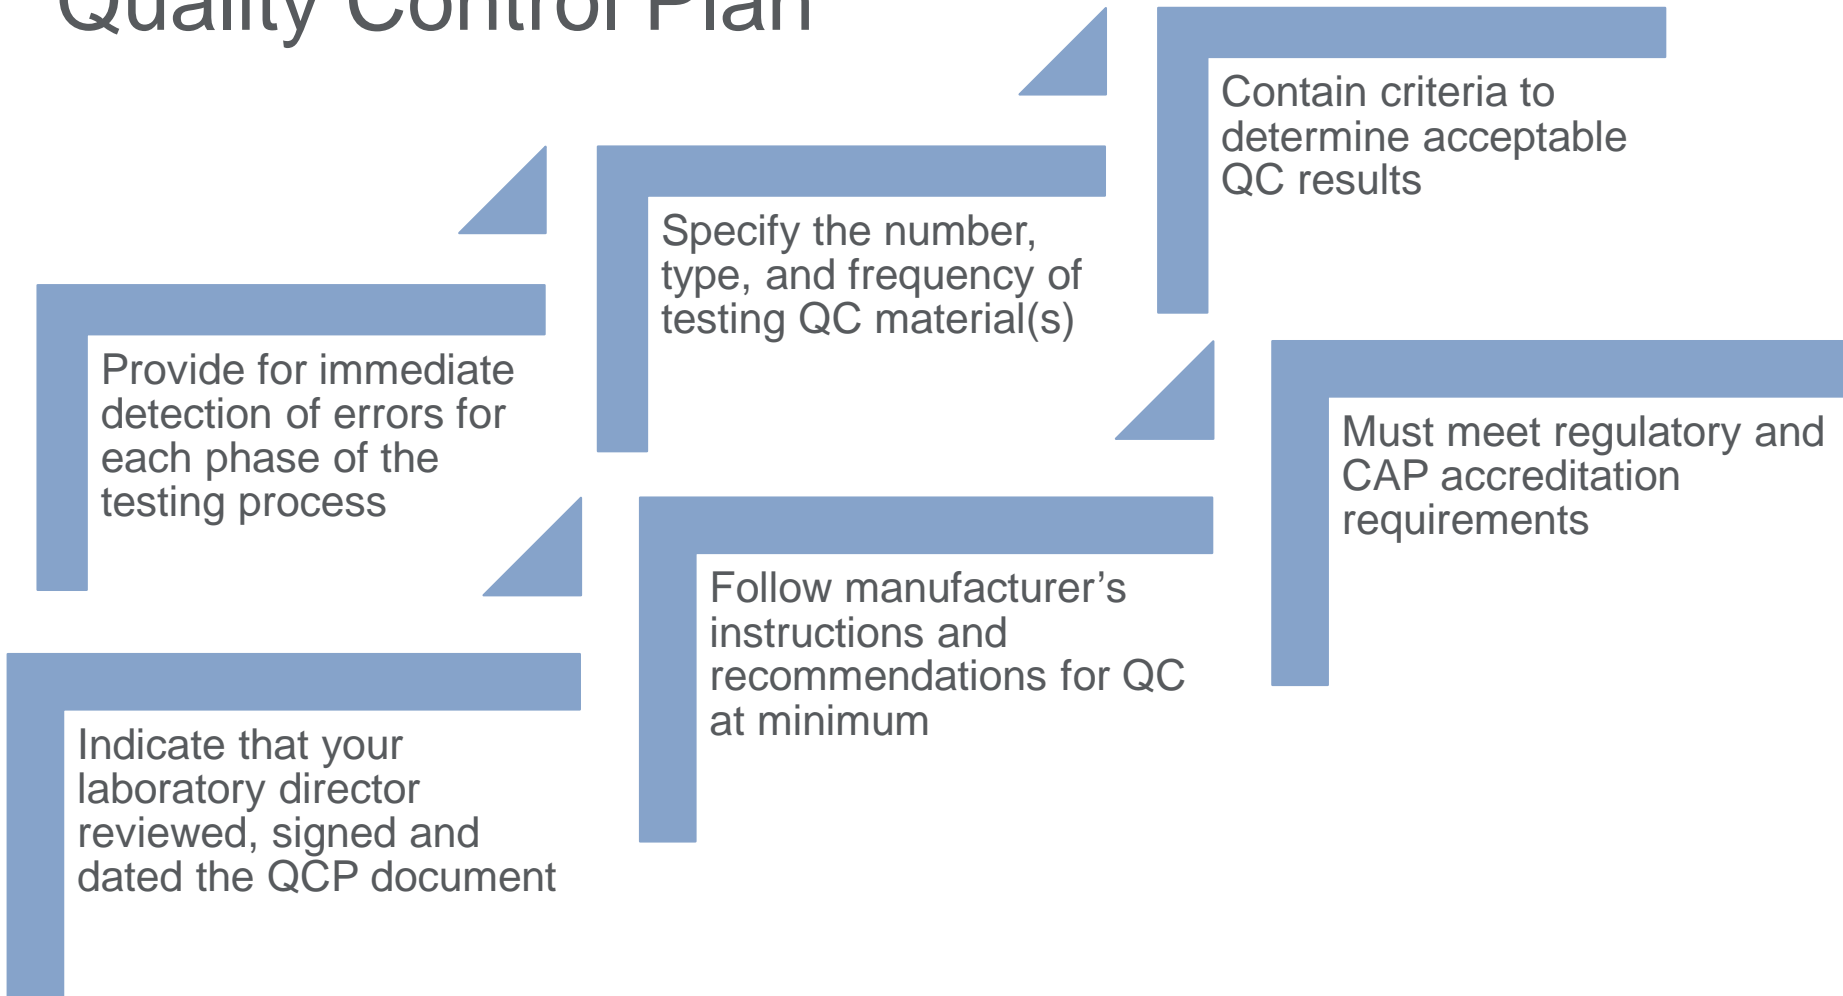 Quality Control Plan
Provide for immediate
detection of errors for
each phase of the
testing process
Specify the number,
type, and frequency of
testing QC material(s)
Contain criteria to
determine acceptable
QC results
Indicate that your
laboratory director
reviewed, signed and
dated the QCP document
Follow manufacturer’s
instructions and
recommendations for QC
at minimum
Must meet regulatory and
CAP accreditation
requirements